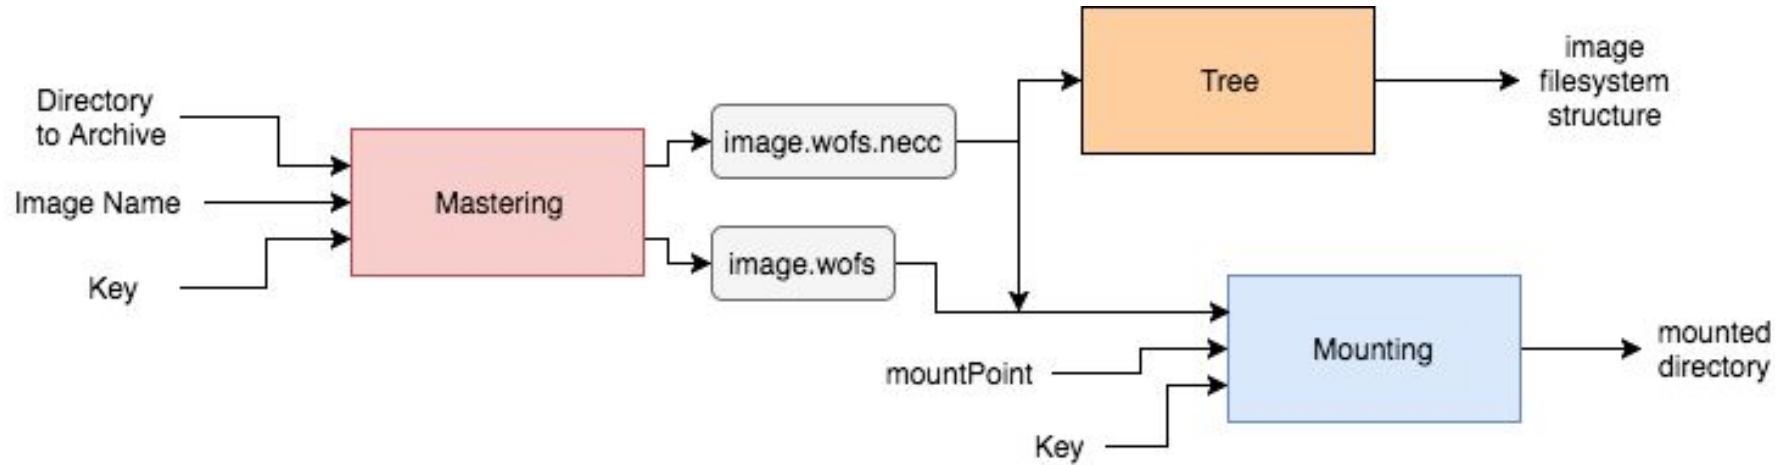 Directory
to Archive
Image Name
Key
Mastering
image.wofs.necc
image.wofs
Tree
image
filesystem
structure
mountPoint
Key
Mounting
mounted
directory